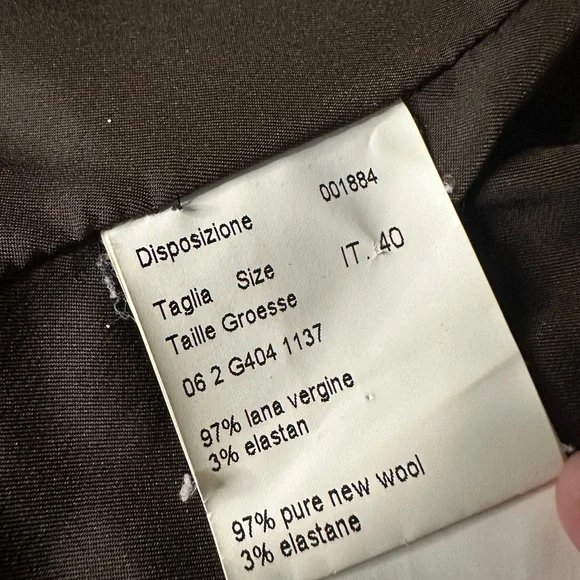 Disposizione 001884
Taglia Size IT. 40
Taille Groesse
06 2 G404 1137
97% lana vergine
3% elastan
97% pure new wool
3% elastane